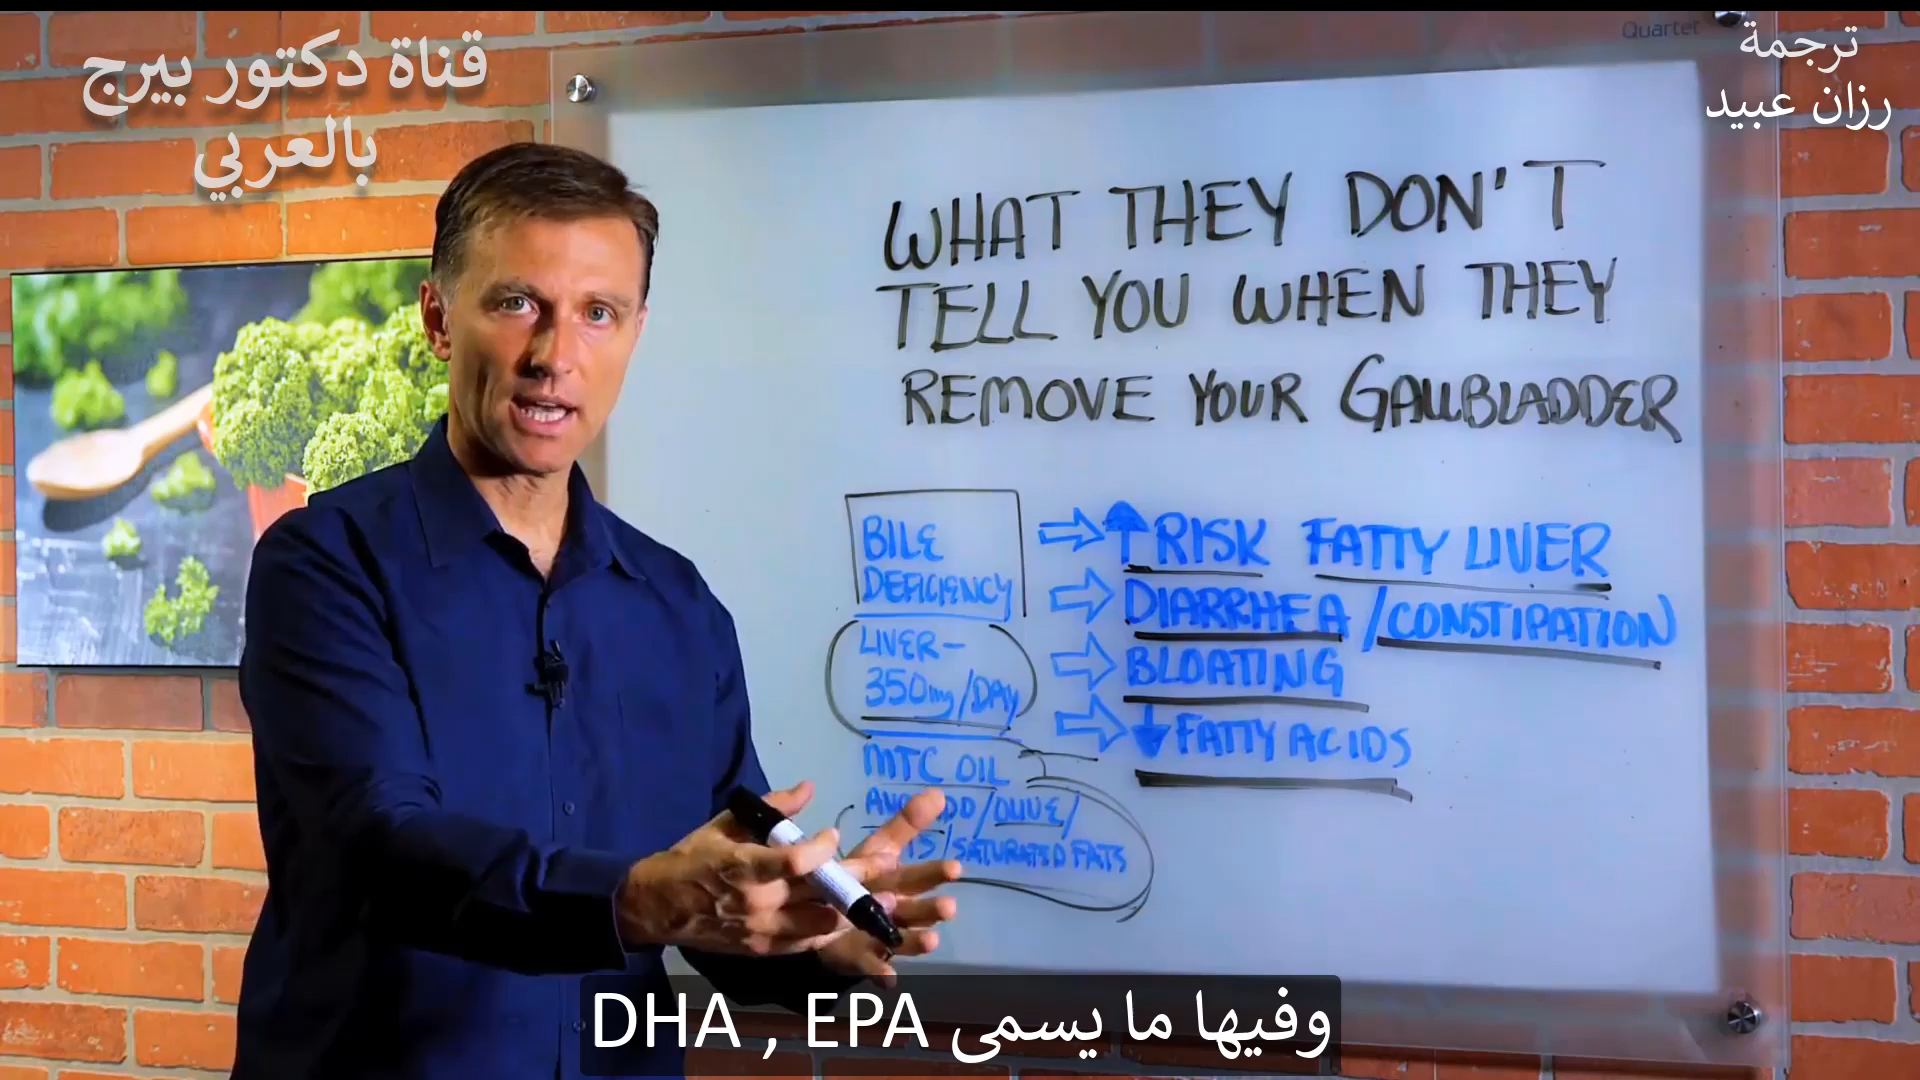 قناة دكتور بيرج
بالعربي
Quartet
ترجمة
رزان عبيد
WHAT THEY DON'T
TELL YOU WHEN THEY
REMOVE YOUR GALLBLADDER
BILE
DEFICIENCY
LIVER-
350mg/DAY
MTC OIL
/OLIVE/
/SATURATED FATS
RISK FATTY LIVER
DIARRHEA/CONSTIPATION
BLOATING
FATTY ACIDS
وفيها ما يسمى DHA , EPA